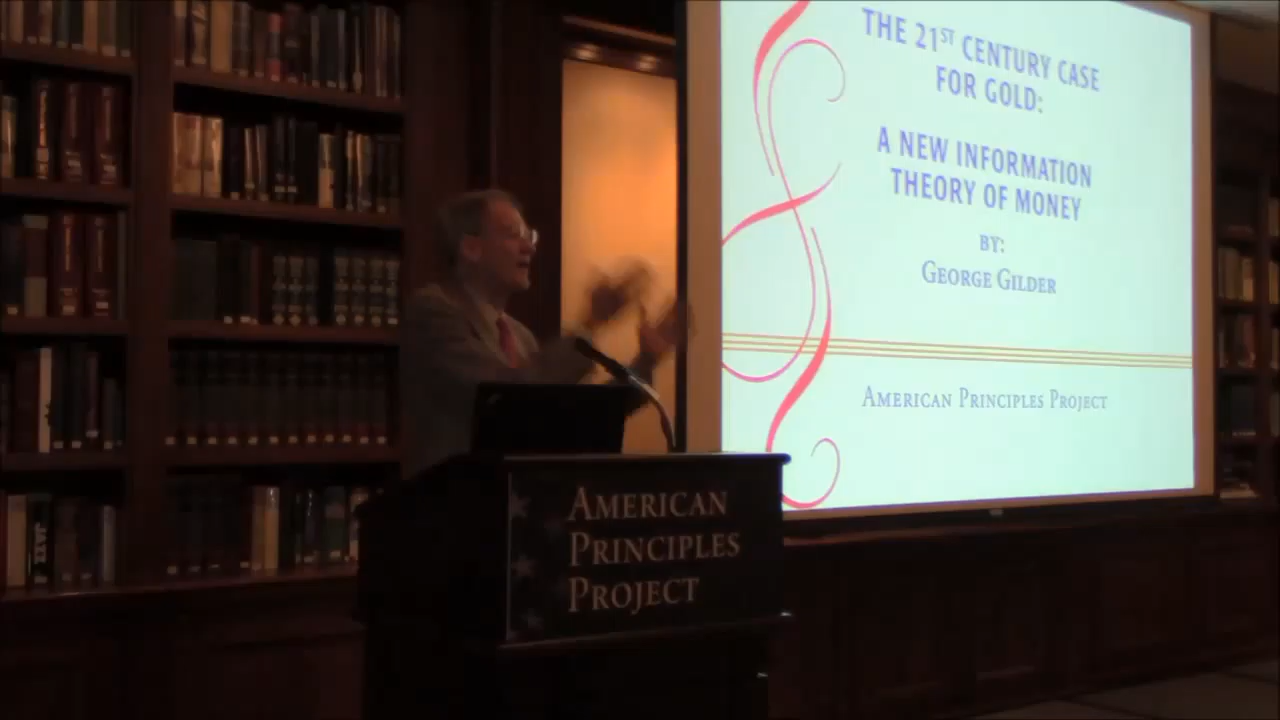 THE 21ST CENTURY CASE
FOR GOLD:
A NEW INFORMATION
THEORY OF MONEY
BY:
GEORGE GILDER
AMERICAN PRINCIPLES PROJECT
AMERICAN
PRINCIPLES
PROJECT